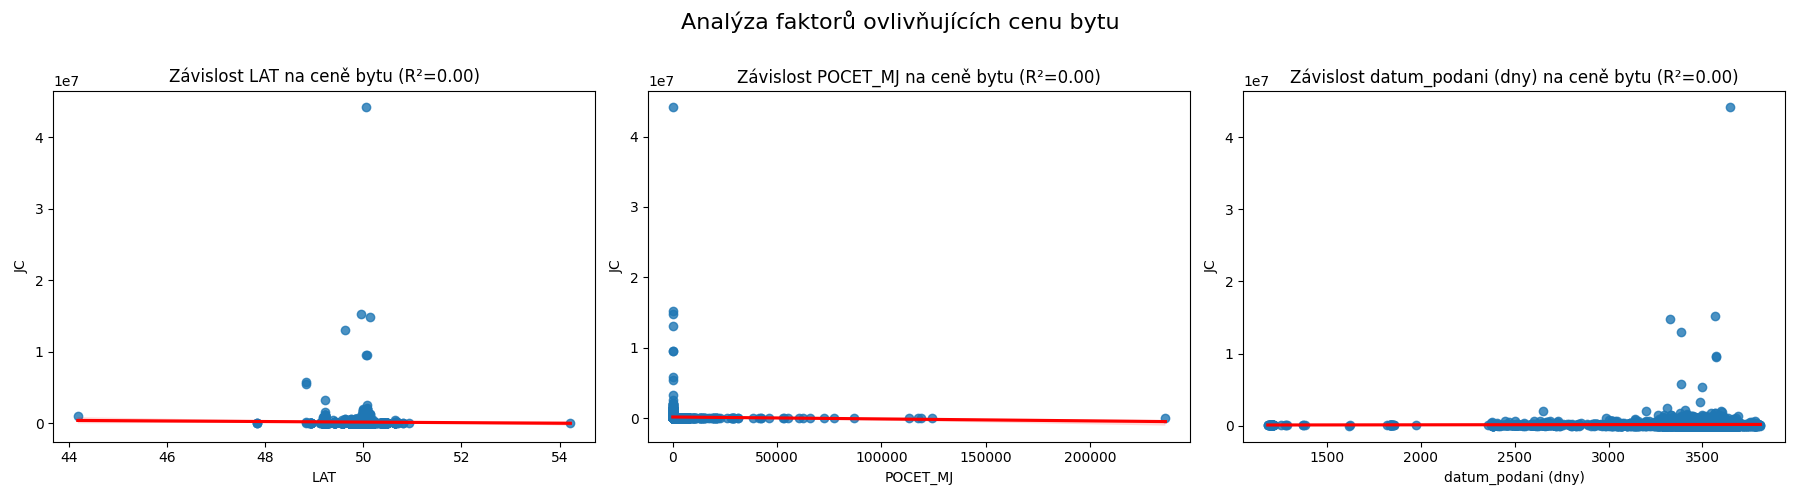 Analýza faktorů ovlivňujících cenu bytu
Závislost LAT na ceně bytu (R²=0.00)
1e7
4
3
2
1
0
JC
44
46
48
50
52
54
LAT
Závislost POCET_MJ na ceně bytu (R²=0.00)
1e7
4
3
2
1
0
JC
0
50000
100000
150000
200000
POCET_MJ
Závislost datum_podani (dny) na ceně bytu (R²=0.00)
1e7
4
3
2
1
0
JC
1500
2000
2500
3000
3500
datum_podani (dny)